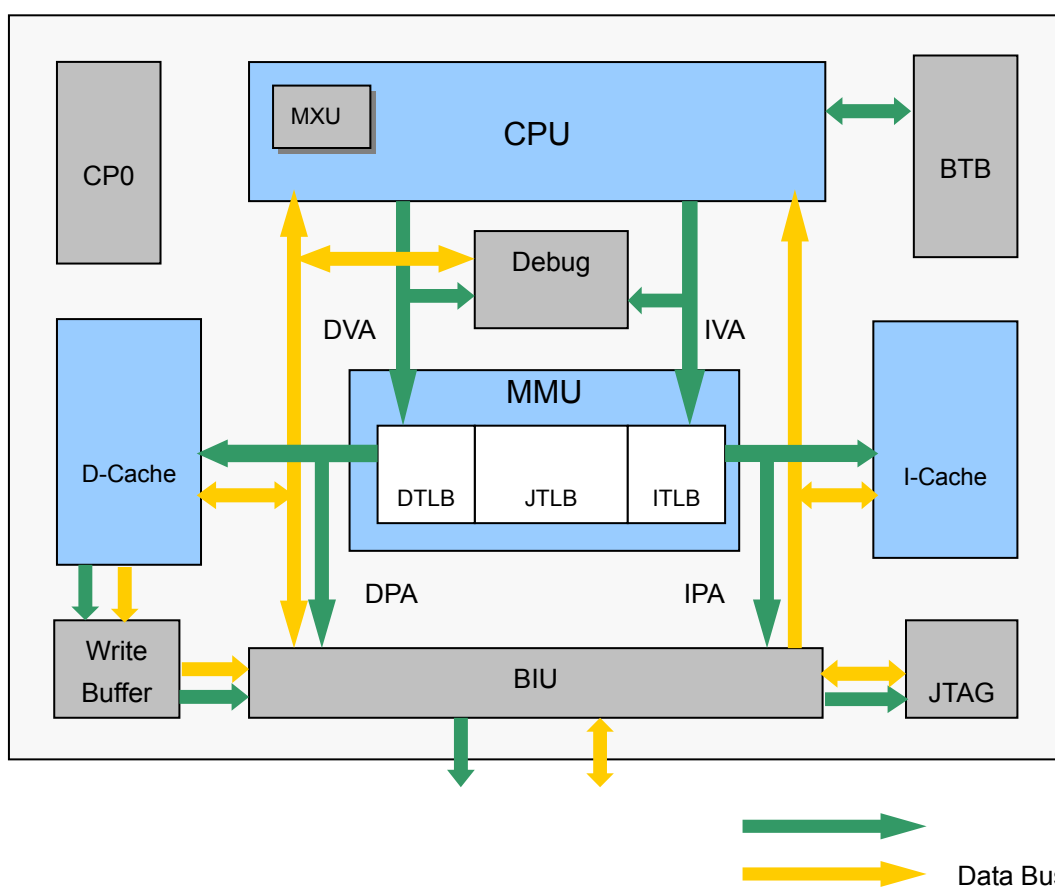 MXU
CPU
CP0
BTB
Debug
DVA
IVA
MMU
D-Cache
DTLB
JTLB
ITLB
I-Cache
DPA
IPA
Write
Buffer
BIU
JTAG
Data Bus